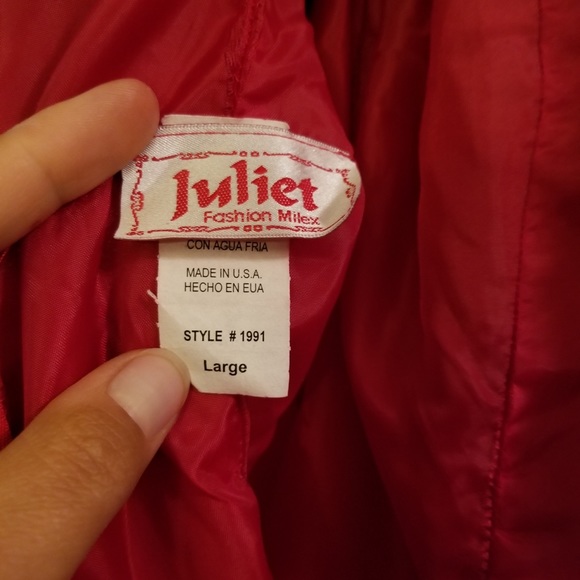 Juliet
Fashion Milex
CON AGUA FRIA
MADE IN U.S.A.
HECHO EN EUA
STYLE # 1991
Large